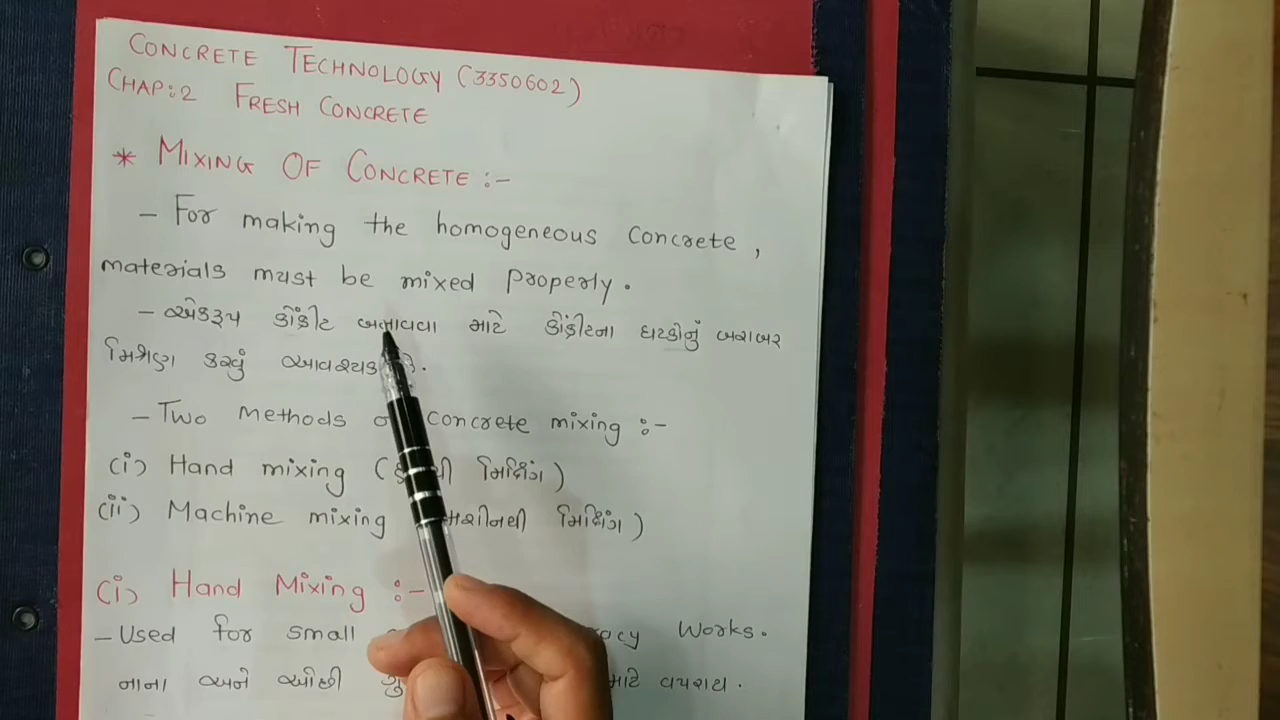 CONCRETE TECHNOLOGY (3350602)
CHAP:2 FRESH CONCRETE
* MIXING OF CONCRETE :-
- For making the homogeneous concrete,
materials must be mixed properly.
- એકરૂપ કોંક્રીટ બનાવવા માટે કોંક્રીટના ઘટકોનું બરાબર
મિશ્રણ કરવું આવશ્યક છે.
- Two Methods of concrete mixing :-
(i) Hand mixing ( મિક્ષિંગ)
(ii) Machine mixing મશીનથી મિક્ષિંગ)
(i) Hand Mixing :-
- Used for small works.
નાના અને ઓછી માટે વપરાય.